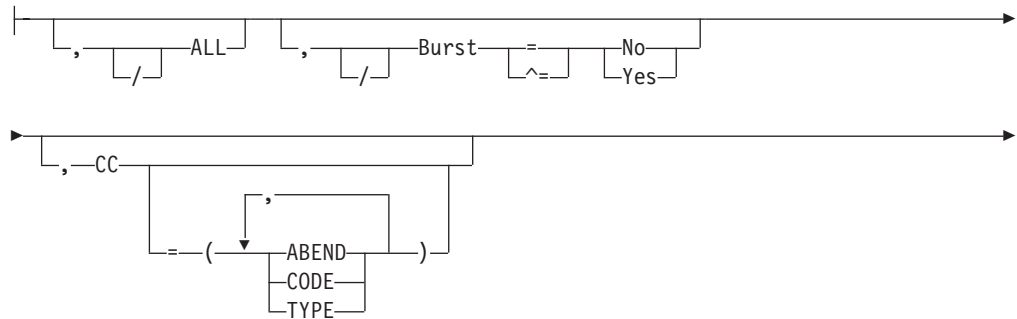 , / ALL , / Burst = No
^= Yes
, CC
,
= ( ABEND )
CODE
TYPE